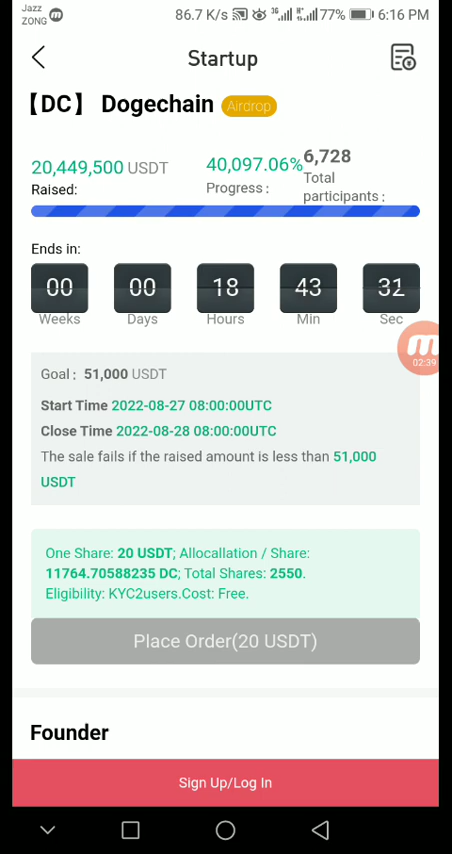 Jazz
ZONG
86.7 K/s 3G H+ 77% 6:16 PM
Startup
【DC】 Dogechain Airdrop
20,449,500 USDT
Raised:
40,097.06%
Progress :
6,728
Total
participants :
Ends in:
00 00 18 43 31
Weeks Days Hours Min Sec
02:39
Goal : 51,000 USDT
Start Time 2022-08-27 08:00:00UTC
Close Time 2022-08-28 08:00:00UTC
The sale fails if the raised amount is less than 51,000
USDT
One Share: 20 USDT; Allocallation / Share:
11764.70588235 DC; Total Shares: 2550.
Eligibility: KYC2users.Cost: Free.
Place Order(20 USDT)
Founder
Sign Up/Log In